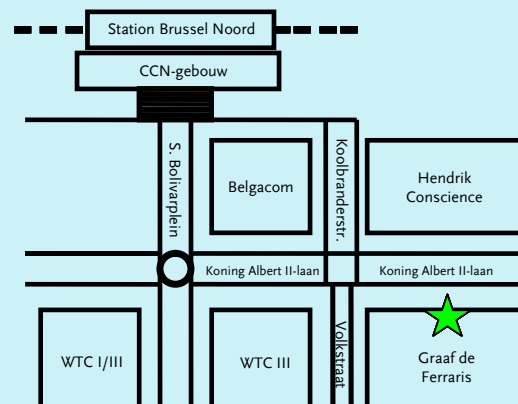 Station Brussel Noord
CCN-gebouw
S. Bolivarplein
Belgacom
Koolbranderstr.
Hendrik
Conscience
Koning Albert II-laan
Koning Albert II-laan
WTC I/III
WTC III
Volkstraat
Graaf de
Ferraris